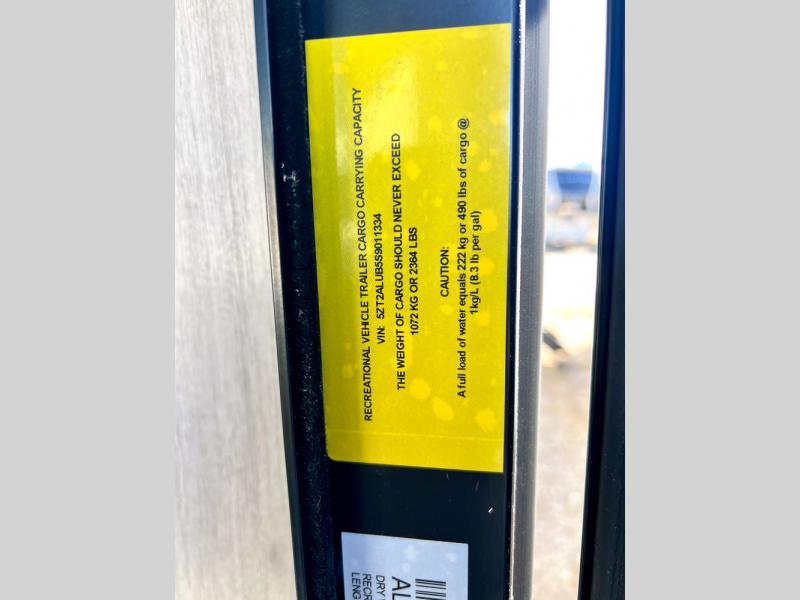 RECREATIONAL VEHICLE TRAILER CARGO CARRYING CAPACITY
VIN: 5ZT2ALUB5S9011334
THE WEIGHT OF CARGO SHOULD NEVER EXCEED
1072 KG OR 2364 LBS
CAUTION:
A full load of water equals 222 kg or 490 lbs of cargo @
1kg/L (8.3 lb per gal)
AL
DRY
RECR
LENG